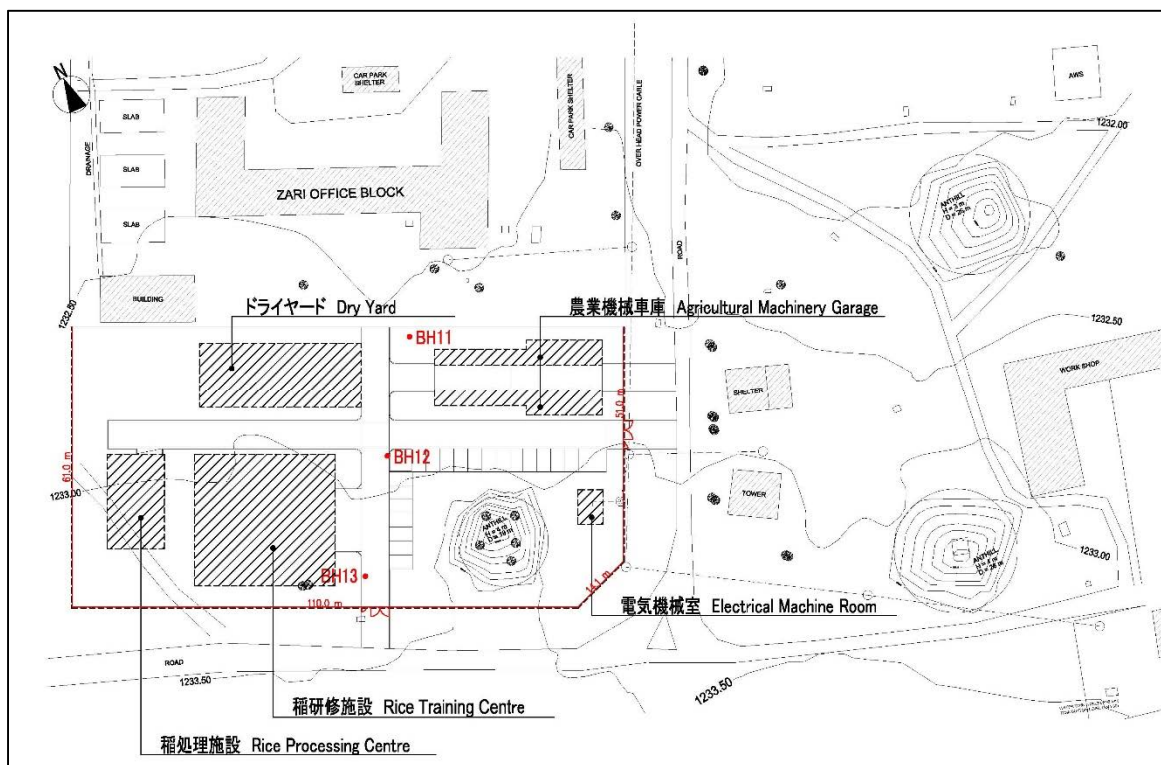 N
DRAINAGE
SLAB
SLAB
SLAB
CAR PARK
SHELTER
ZARI OFFICE BLOCK
CAR PARK SHELTER
OVER HEAD POWER CABLE
ROAD
AWS
1232.00
ANTHILL
BUILDING
1232.50
ドライヤード Dry Yard
農業機械車庫 Agricultural Machinery Garage
1232.50
BH11
WORK SHOP
SHELTER
51.0 m
BH12
61.0 m
1233.00
TOWER
ANTHILL
1233.00
ANTHILL
BH13
14.1 m
110.0 m
電気機械室 Electrical Machine Room
ROAD
1233.50
1233.50
稲研修施設 Rice Training Centre
稲処理施設 Rice Processing Centre